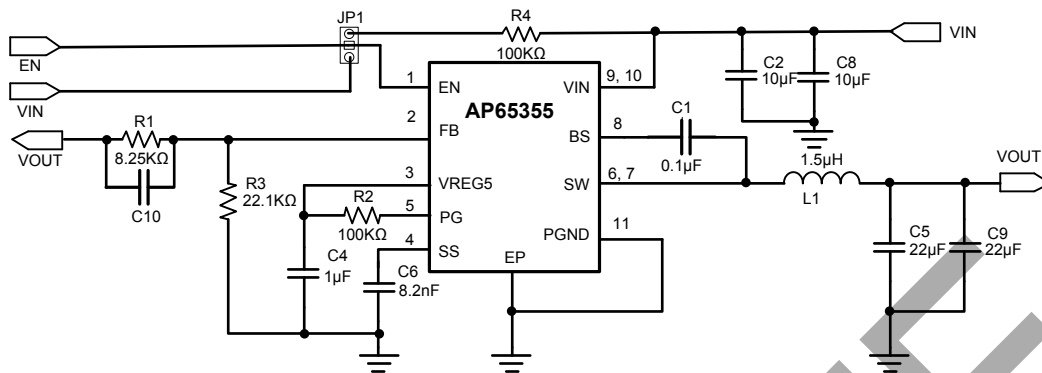 JP1
R4
100KΩ
EN
VIN
VIN
C2
10µF
C8
10µF
1
EN
AP65355
VIN
9, 10
2
FB
BS
8
C1
0.1µF
R1
8.25KΩ
VOUT
C10
R3
22.1KΩ
3
VREG5
SW
6, 7
1.5µH
L1
VOUT
R2
100KΩ
5
PG
4
SS
PGND
11
EP
C4
1µF
C6
8.2nF
C5
22µF
C9
22µF